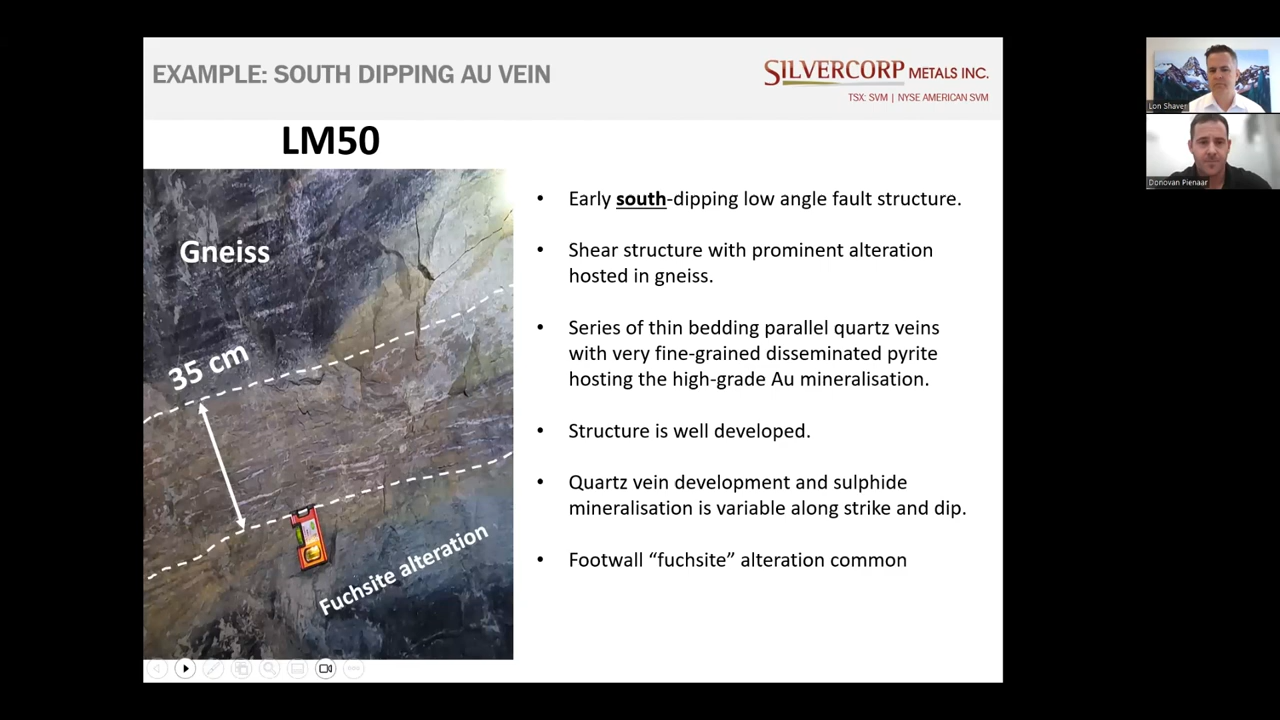 EXAMPLE: SOUTH DIPPING AU VEIN
SILVERCORP METALS INC.
TSX: SVM | NYSE AMERICAN SVM
LM50
Gneiss
35 cm
Fuchsite alteration
• Early south-dipping low angle fault structure.
• Shear structure with prominent alteration
hosted in gneiss.
• Series of thin bedding parallel quartz veins
with very fine-grained disseminated pyrite
hosting the high-grade Au mineralisation.
• Structure is well developed.
• Quartz vein development and sulphide
mineralisation is variable along strike and dip.
• Footwall “fuchsite” alteration common
Lon Shaver
Donovan Pienaar